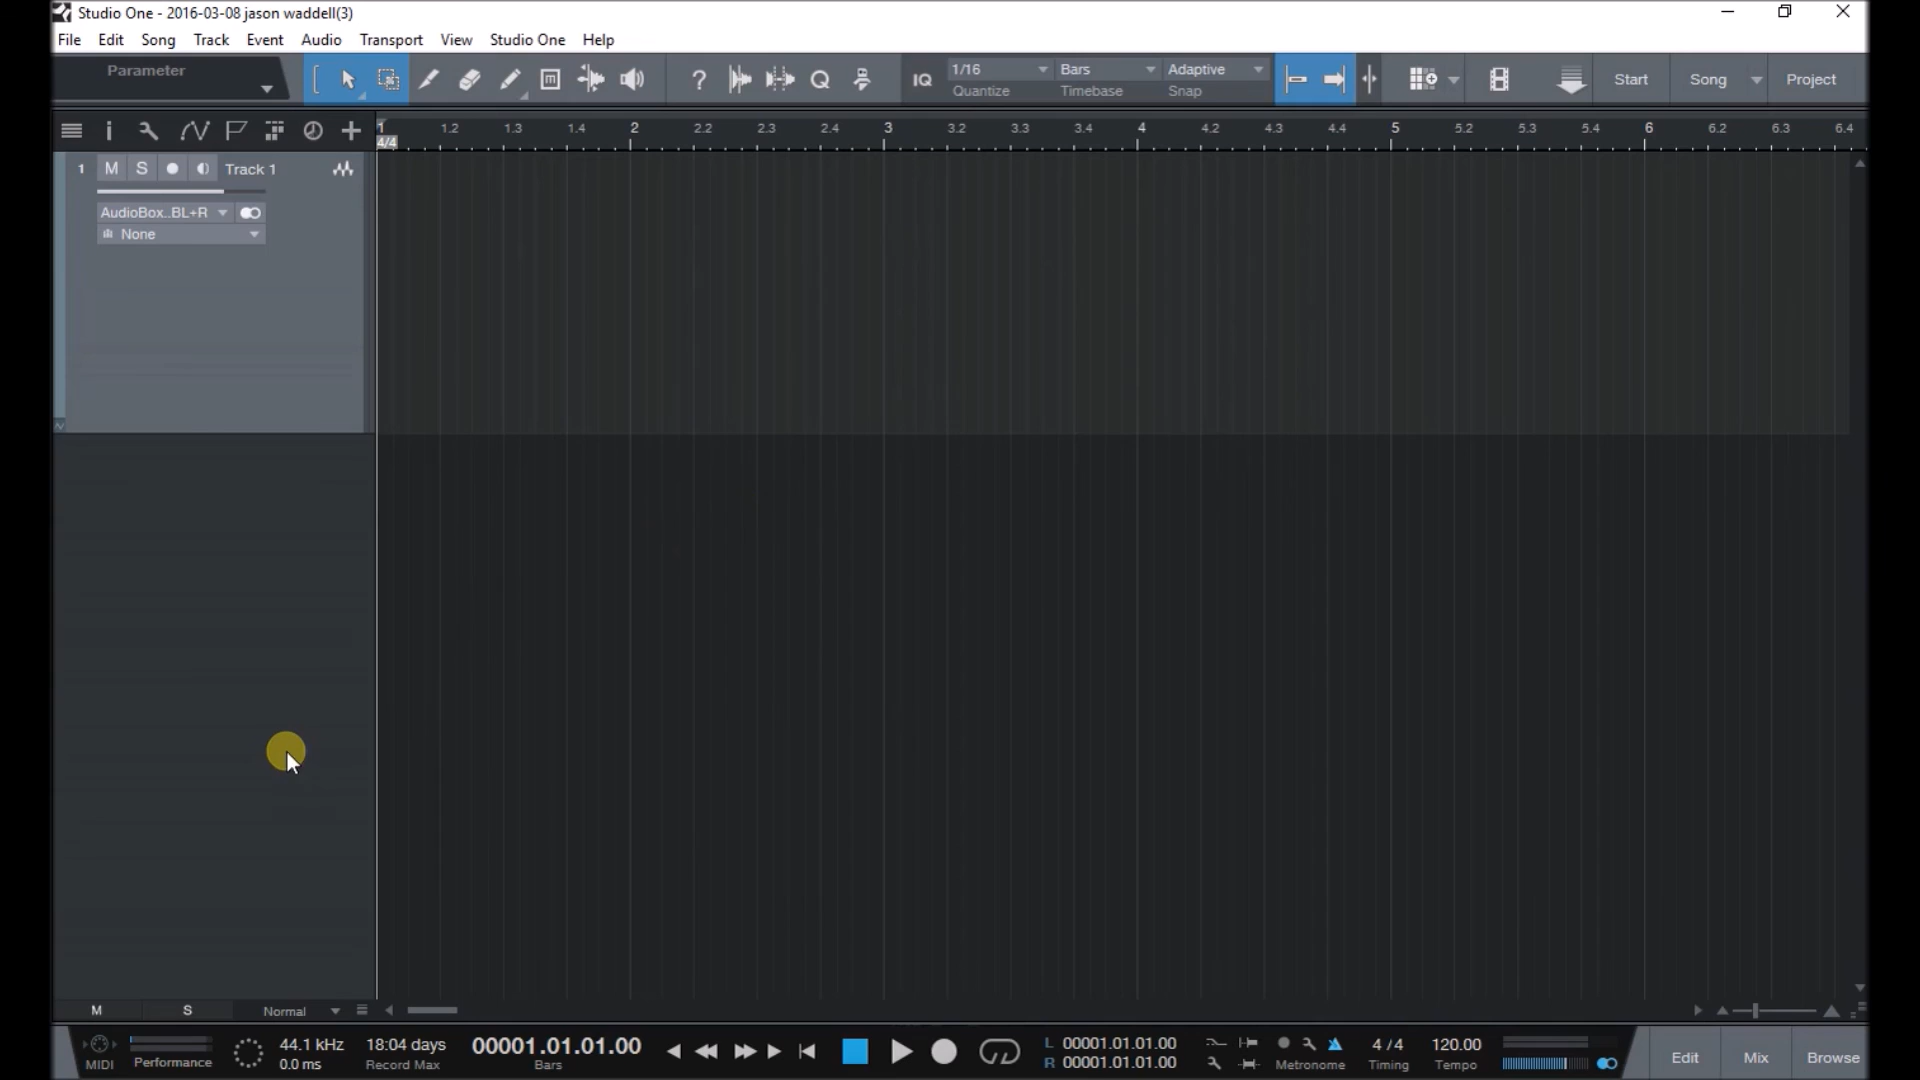 Studio One - 2016-03-08 jason waddell(3)
File Edit Song Track Event Audio Transport View Studio One Help
Parameter
? IQ 1/16 Bars Adaptive Start Song Project
Quantize Timebase Snap
1 1.2 1.3 1.4 2 2.2 2.3 2.4 3 3.2 3.3 3.4 4 4.2 4.3 4.4 5 5.2 5.3 5.4 6 6.2 6.3 6.4
4/4
1 M S Track 1
AudioBox..BL+R
None
M S Normal
44.1 kHz 18:04 days 00001.01.01.00 L 00001.01.01.00 4 / 4 120.00
MIDI Performance 0.0 ms Record Max Bars R 00001.01.01.00 Metronome Timing Tempo
Edit Mix Browse